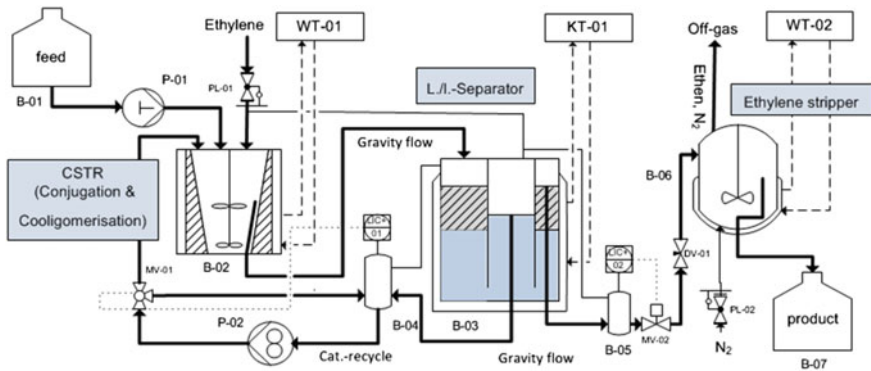 feed
B-01
P-01
Ethylene
PL-01
WT-01
KT-01
Off-gas
WT-02
Ethen, N2
L./l.-Separator
Ethylene stripper
Gravity flow
CSTR
(Conjugation &
Cooligomerisation)
B-02
B-06
LIC+
01
LIC+
02
MV-01
DV-01
P-02
B-04
B-03
B-05
MV-02
PL-02
N2
product
B-07
Cat.-recycle
Gravity flow